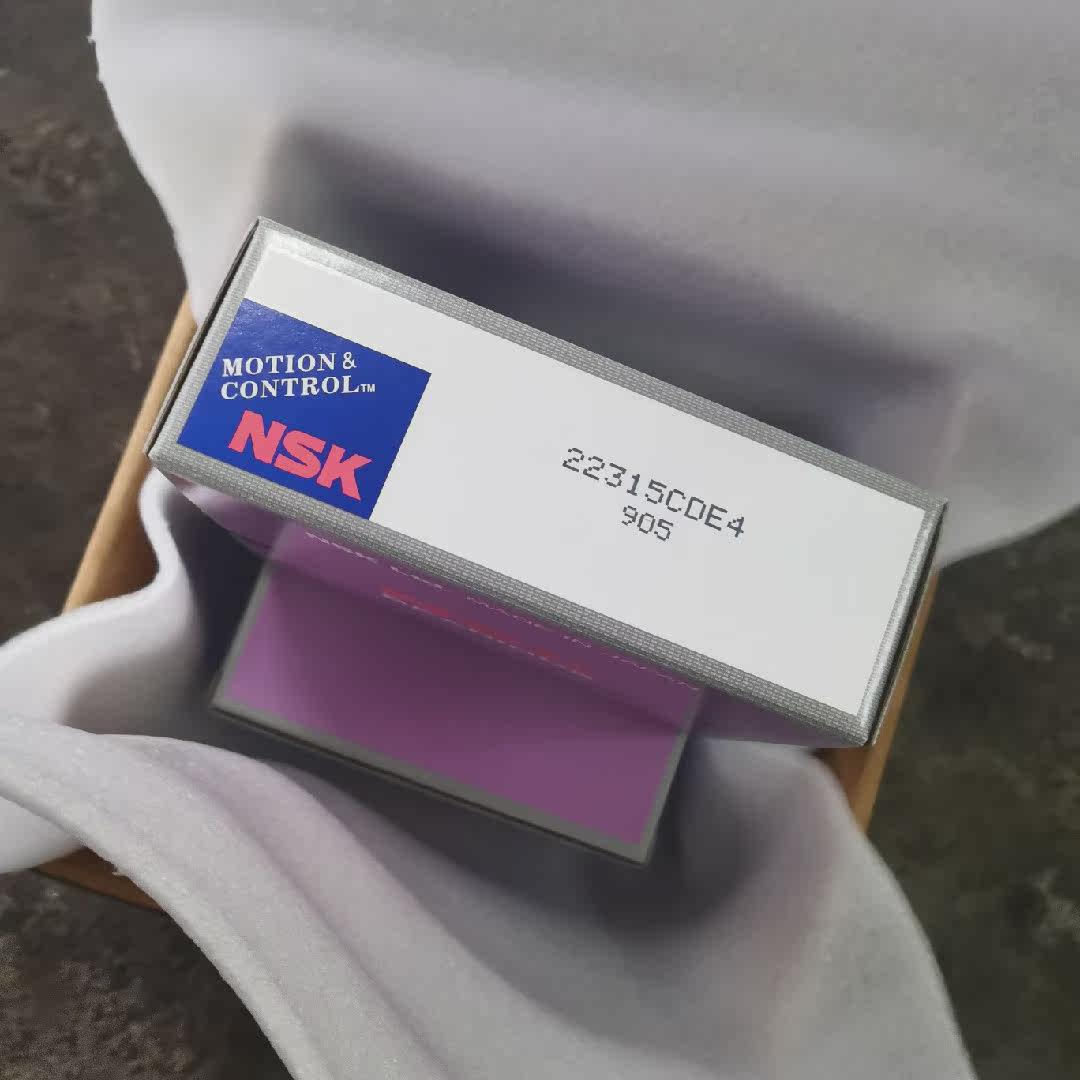 MOTION &
CONTROL™
NSK
22315CDE4
905